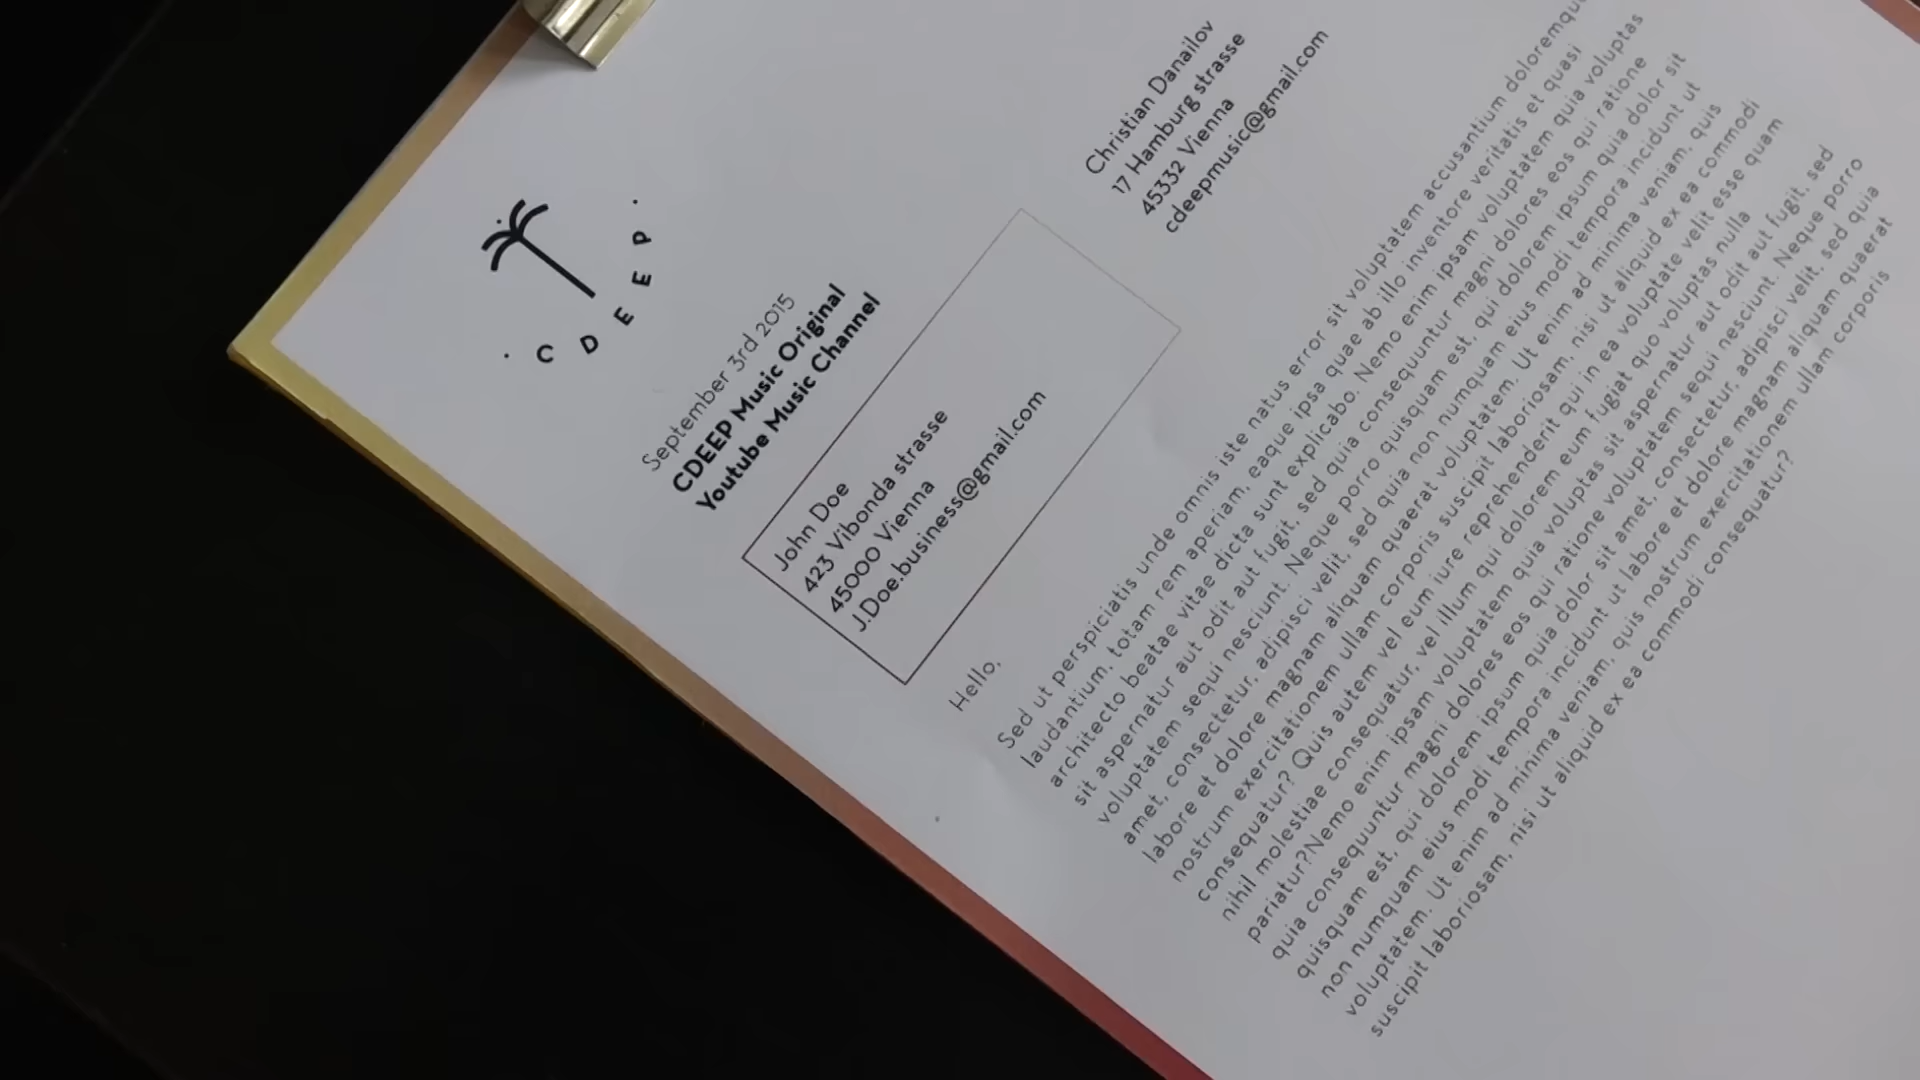 CDEEP
September 3rd 2015
CDEEP Music Original
Youtube Music Channel
John Doe
423 Vibonda strasse
45000 Vienna
J.Doe.business@gmail.com
Christian Danailov
17 Hamburg strasse
45332 Vienna
cdeepmusic@gmail.com
Hello,
Sed ut perspiciatis unde omnis iste natus error sit voluptatem accusantium doloremqu
laudantium, totam rem aperiam, eaque ipsa quae ab illo inventore veritatis et quasi
architecto beatae vitae dicta sunt explicabo. Nemo enim ipsam voluptatem quia voluptas
sit aspernatur aut odit aut fugit, sed quia consequuntur magni dolores eos qui ratione
voluptatem sequi nesciunt. Neque porro quisquam est, qui dolorem ipsum quia dolor sit
amet, consectetur, adipisci velit, sed quia non numquam eius modi tempora incidunt ut
labore et dolore magnam aliquam quaerat voluptatem. Ut enim ad minima veniam, quis
nostrum exercitationem ullam corporis suscipit laboriosam, nisi ut aliquid ex ea commodi
consequatur? Quis autem vel eum iure reprehenderit qui in ea voluptate velit esse quam
nihil molestiae consequatur, vel illum qui dolorem eum fugiat quo voluptas nulla
pariatur?Nemo enim ipsam voluptatem quia voluptas sit aspernatur aut odit aut fugit, sed
quia consequuntur magni dolores eos qui ratione voluptatem sequi nesciunt. Neque porro
quisquam est, qui dolorem ipsum quia dolor sit amet, consectetur, adipisci velit, sed quia
non numquam eius modi tempora incidunt ut labore et dolore magnam aliquam quaerat
voluptatem. Ut enim ad minima veniam, quis nostrum exercitationem ullam corporis
suscipit laboriosam, nisi ut aliquid ex ea commodi consequatur?